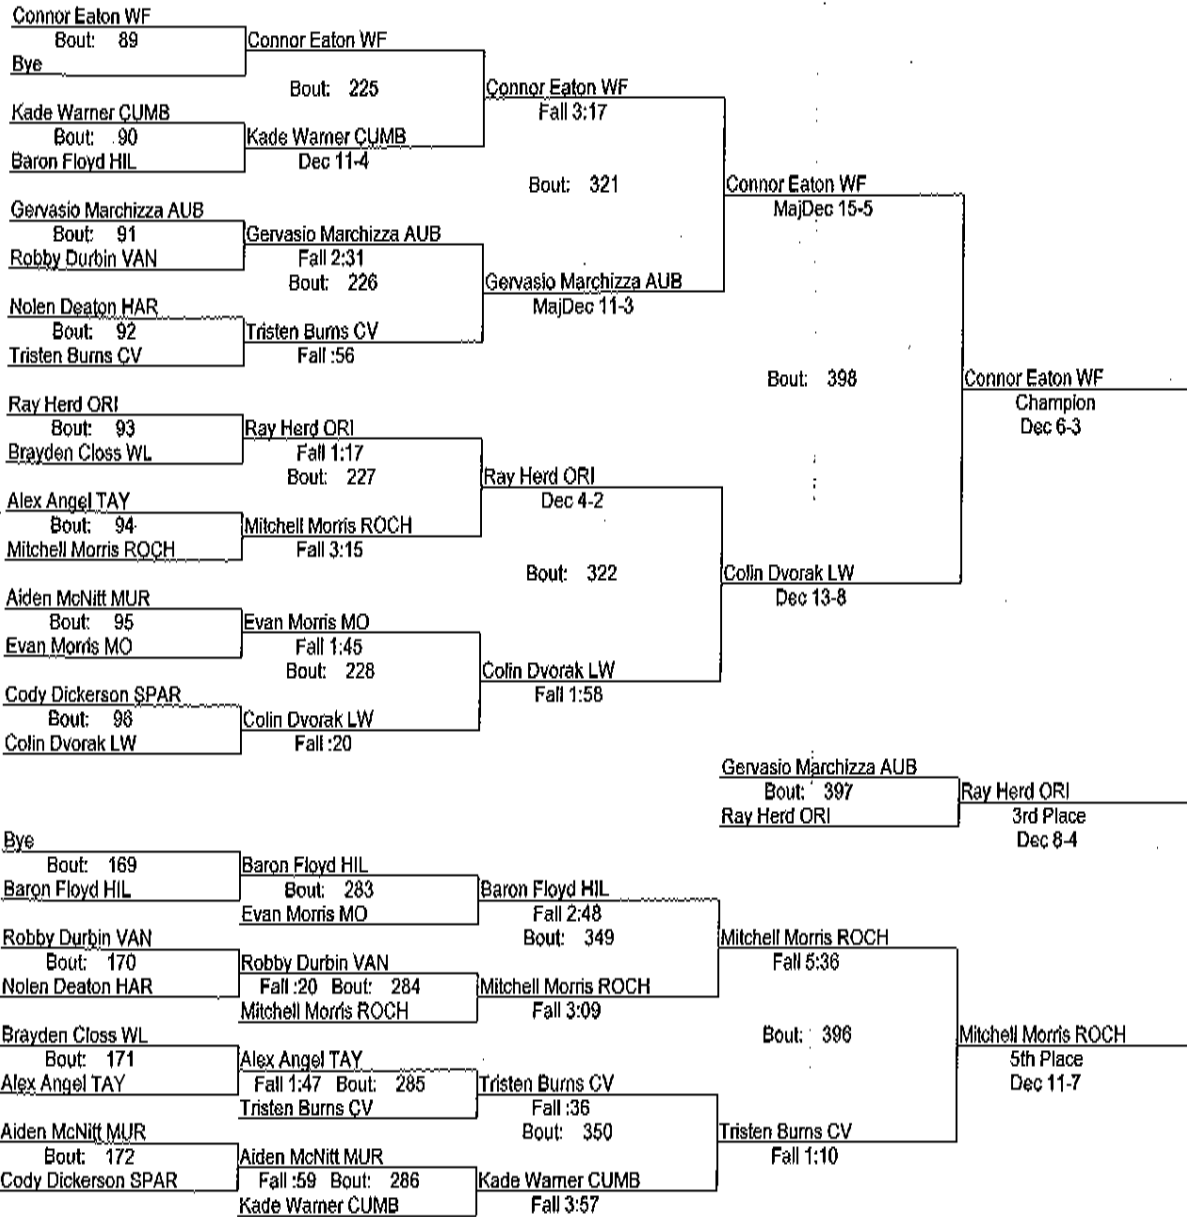 Connor Eaton WF
Bout: 89
Bye
Connor Eaton WF
Bout: 225
Kade Warner CUMB
Bout: 90
Baron Floyd HIL
Kade Warner CUMB
Dec 11-4
Connor Eaton WF
Fall 3:17
Bout: 321
Gervasio Marchizza AUB
Bout: 91
Robby Durbin VAN
Gervasio Marchizza AUB
Fall 2:31
Bout: 226
Nolen Deaton HAR
Bout: 92
Tristen Burns CV
Tristen Burns CV
Fall :56
Gervasio Marchizza AUB
MajDec 11-3
Connor Eaton WF
MajDec 15-5
Bout: 398
Connor Eaton WF
Champion
Dec 6-3
Ray Herd ORI
Bout: 93
Brayden Closs WL
Ray Herd ORI
Fall 1:17
Bout: 227
Alex Angel TAY
Bout: 94
Mitchell Morris ROCH
Mitchell Morris ROCH
Fall 3:15
Ray Herd ORI
Dec 4-2
Bout: 322
Aiden McNitt MUR
Bout: 95
Evan Morris MO
Evan Morris MO
Fall 1:45
Bout: 228
Cody Dickerson SPAR
Bout: 96
Colin Dvorak LW
Colin Dvorak LW
Fall :20
Colin Dvorak LW
Fall 1:58
Colin Dvorak LW
Dec 13-8
Gervasio Marchizza AUB
Bout: 397
Ray Herd ORI
Ray Herd ORI
3rd Place
Dec 8-4
Bye
Bout: 169
Baron Floyd HIL
Baron Floyd HIL
Bout: 283
Evan Morris MO
Baron Floyd HIL
Fall 2:48
Bout: 349
Robby Durbin VAN
Bout: 170
Nolen Deaton HAR
Robby Durbin VAN
Fall :20 Bout: 284
Mitchell Morris ROCH
Mitchell Morris ROCH
Fall 3:09
Mitchell Morris ROCH
Fall 5:36
Bout: 396
Mitchell Morris ROCH
5th Place
Dec 11-7
Brayden Closs WL
Bout: 171
Alex Angel TAY
Alex Angel TAY
Fall 1:47 Bout: 285
Tristen Burns CV
Tristen Burns CV
Fall :36
Bout: 350
Aiden McNitt MUR
Bout: 172
Cody Dickerson SPAR
Aiden McNitt MUR
Fall :59 Bout: 286
Kade Warner CUMB
Kade Warner CUMB
Fall 3:57
Tristen Burns CV
Fall 1:10